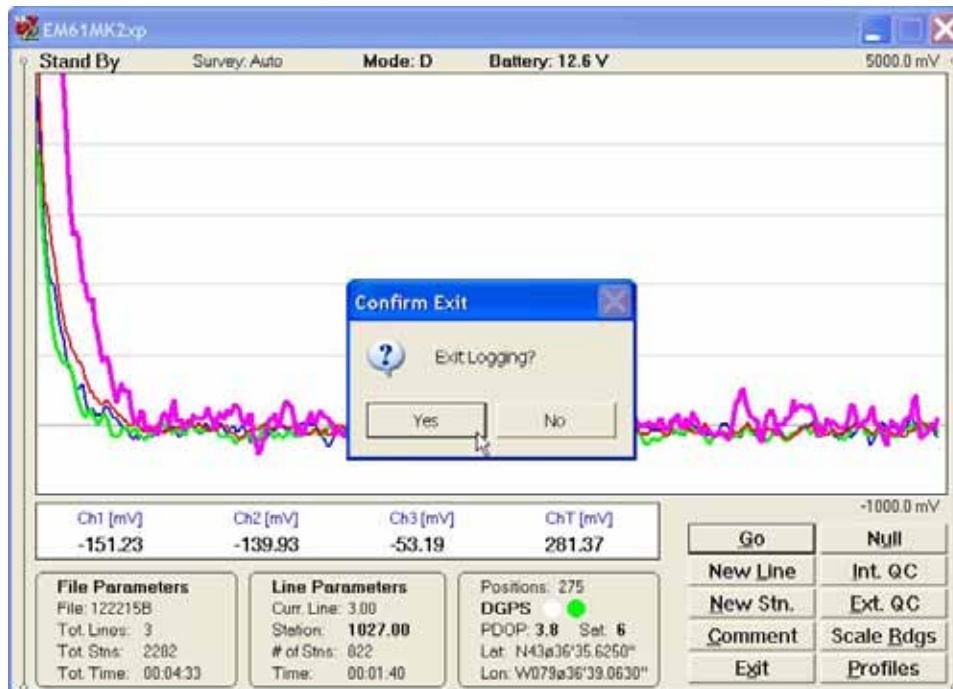 EM61MK2xp
Stand By Survey: Auto Mode: D Battery: 12.6 V 5000.0 mV
Confirm Exit
Exit Logging?
Yes No
-1000.0 mV
Ch1 [mV] Ch2 [mV] Ch3 [mV] ChT [mV]
-151.23 -139.93 -53.19 281.37
Go Null
New Line Int. QC
New Stn. Ext. QC
Comment Scale Rdgs
Exit Profiles
File Parameters
File: 122215B
Tot. Lines: 3
Tot. Stns: 2282
Tot. Time: 00:04:33
Line Parameters
Curr. Line: 3.00
Station: 1027.00
# of Stns: 822
Time: 00:01:40
Positions: 275
DGPS
PDOP: 3.8 Sat: 6
Lat: N43ø36'35.6250"
Lon: W079ø36'39.0630"